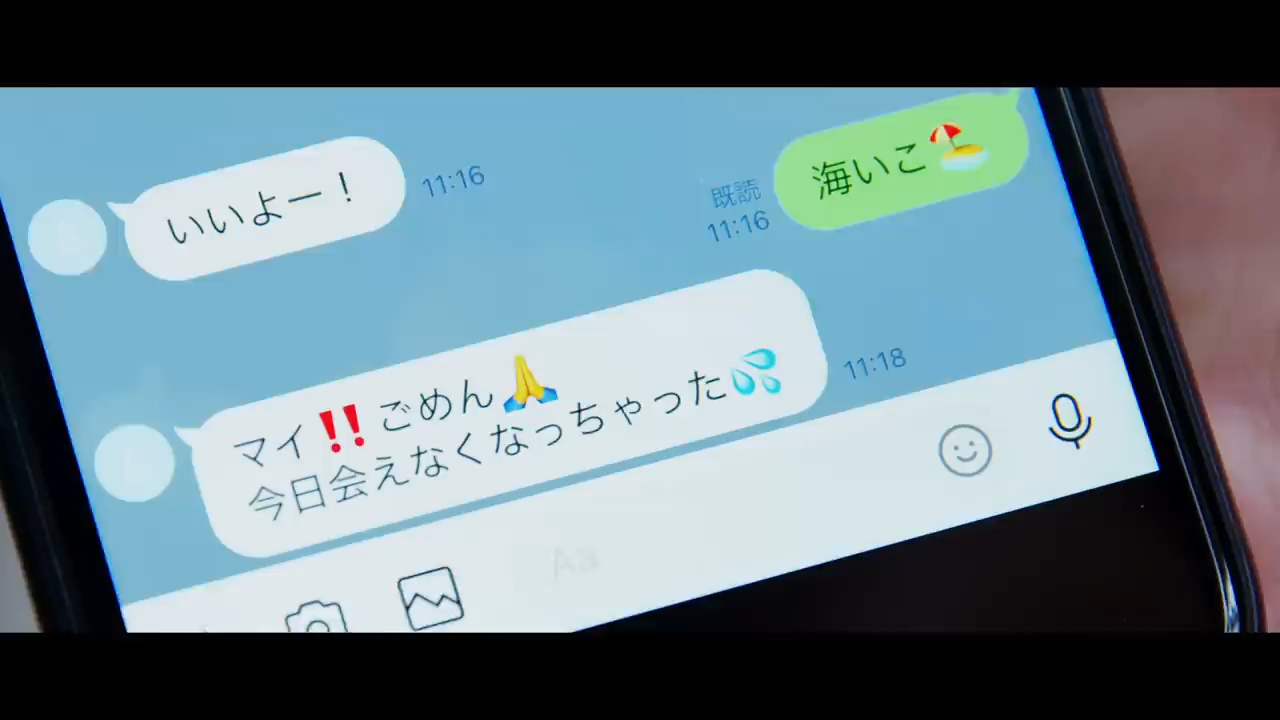 海いこ🏖️
既読
11:16
いいよー！
11:16
マイ‼️ごめん🙏
今日会えなくなっちゃった💦
11:18
Aa